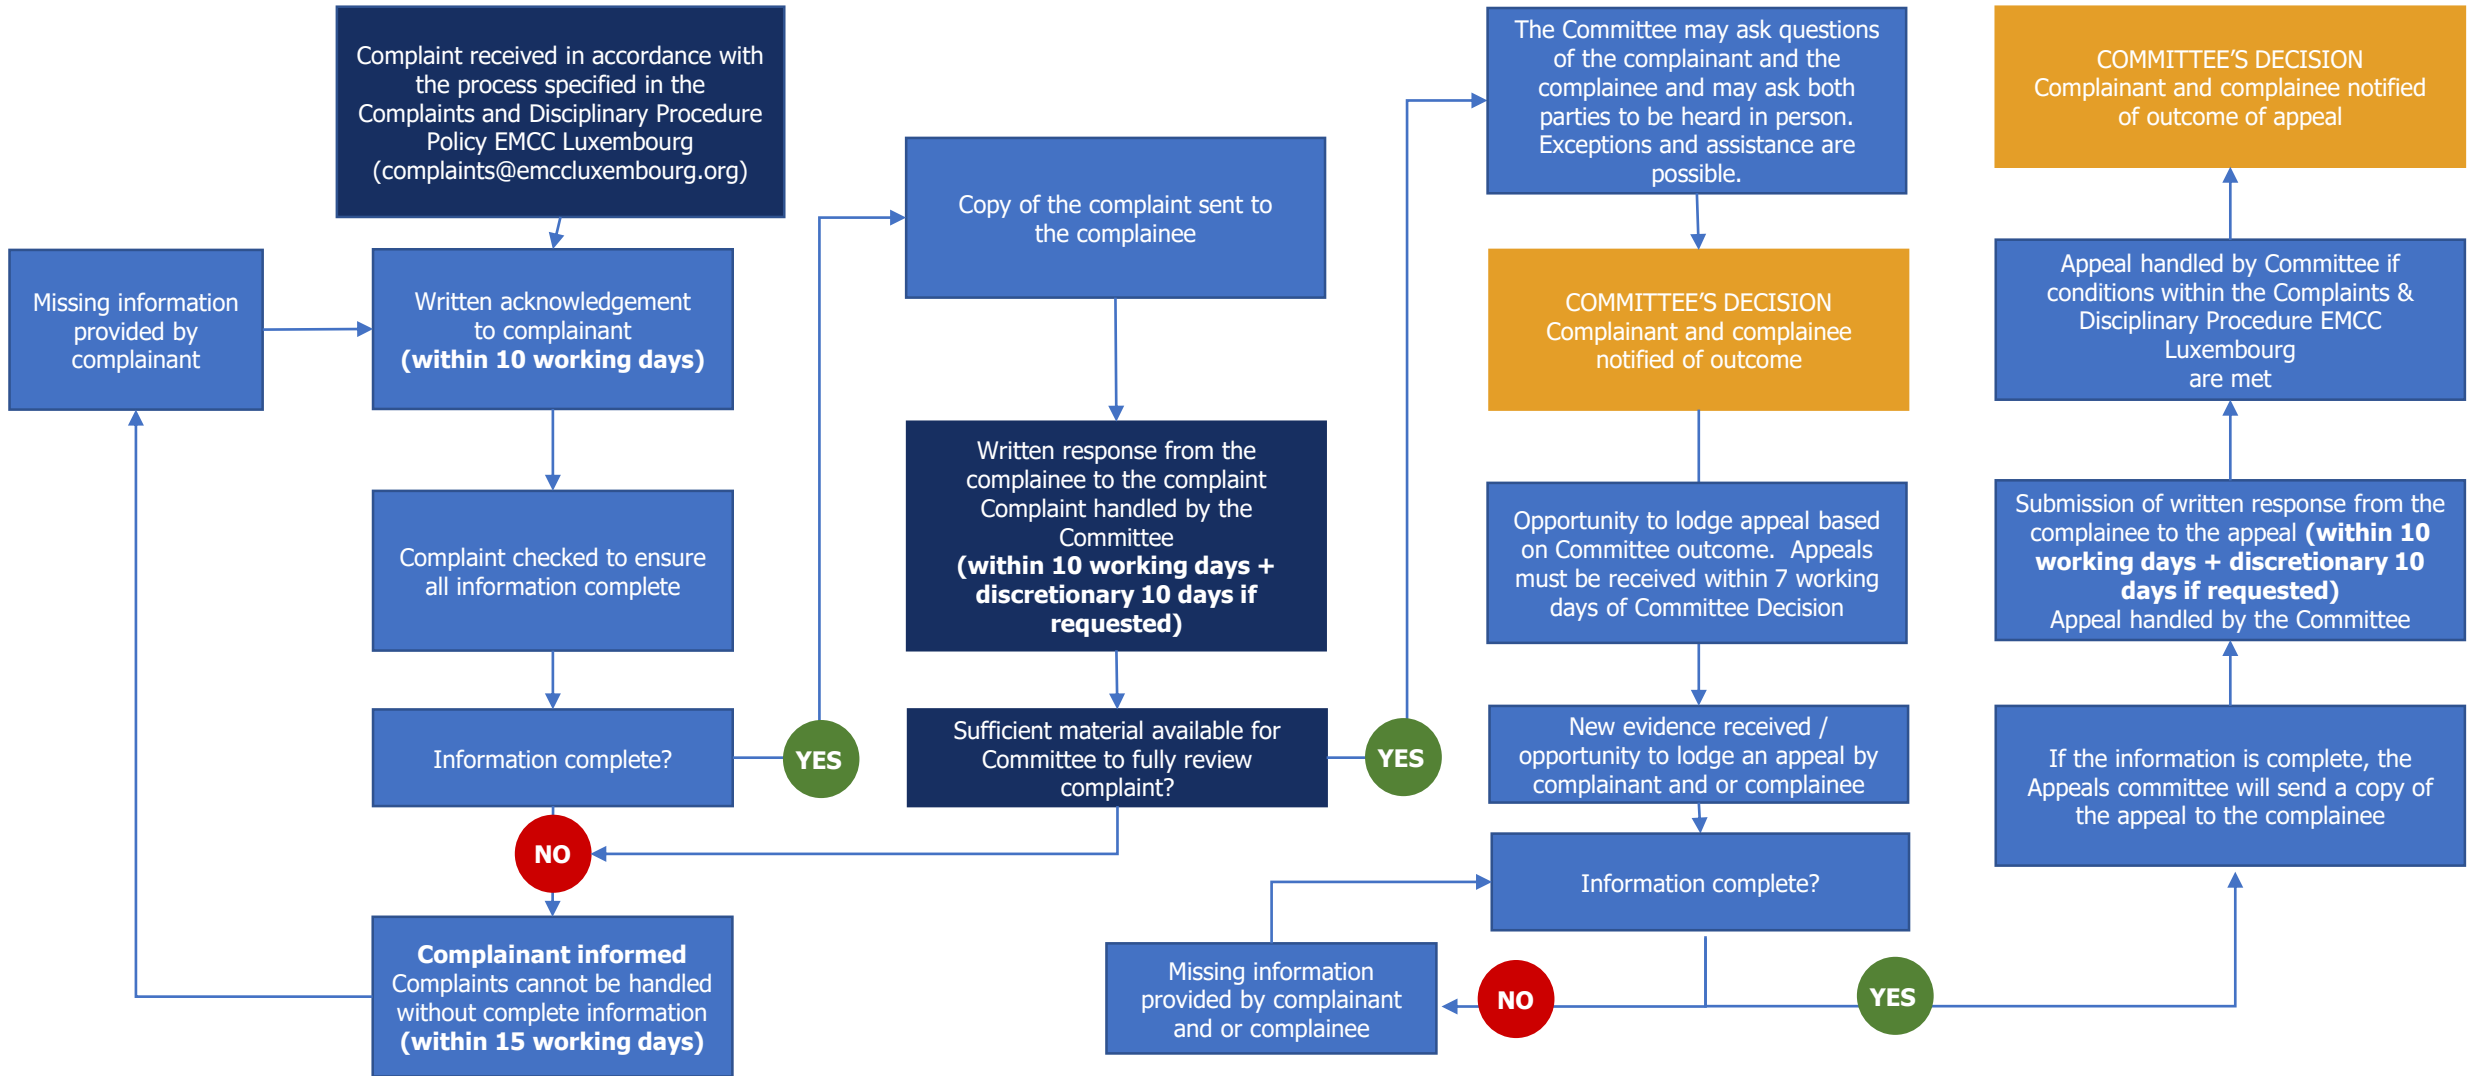 Complaint received in accordance with
the process specified in the
Complaints and Disciplinary Procedure
Policy EMCC Luxembourg
(complaints@emccluxembourg.org)
Missing information
provided by
complainant
Written acknowledgement
to complainant
(within 10 working days)
Complaint checked to ensure
all information complete
Information complete?
YES
NO
Complainant informed
Complaints cannot be handled
without complete information
(within 15 working days)
Copy of the complaint sent to
the complainee
Written response from the
complainee to the complaint
Complaint handled by the
Committee
(within 10 working days +
discretionary 10 days if
requested)
Sufficient material available for
Committee to fully review
complaint?
YES
The Committee may ask questions
of the complainant and the
complainee and may ask both
parties to be heard in person.
Exceptions and assistance are
possible.
COMMITTEE'S DECISION
Complainant and complainee
notified of outcome
Opportunity to lodge appeal based
on Committee outcome.  Appeals
must be received within 7 working
days of Committee Decision
New evidence received /
opportunity to lodge an appeal by
complainant and or complainee
Information complete?
Missing information
provided by complainant
and or complainee
NO
YES
If the information is complete, the
Appeals committee will send a copy of
the appeal to the complainee
Submission of written response from the
complainee to the appeal (within 10
working days + discretionary 10
days if requested)
Appeal handled by the Committee
Appeal handled by Committee if
conditions within the Complaints &
Disciplinary Procedure EMCC
Luxembourg
are met
COMMITTEE'S DECISION
Complainant and complainee notified
of outcome of appeal